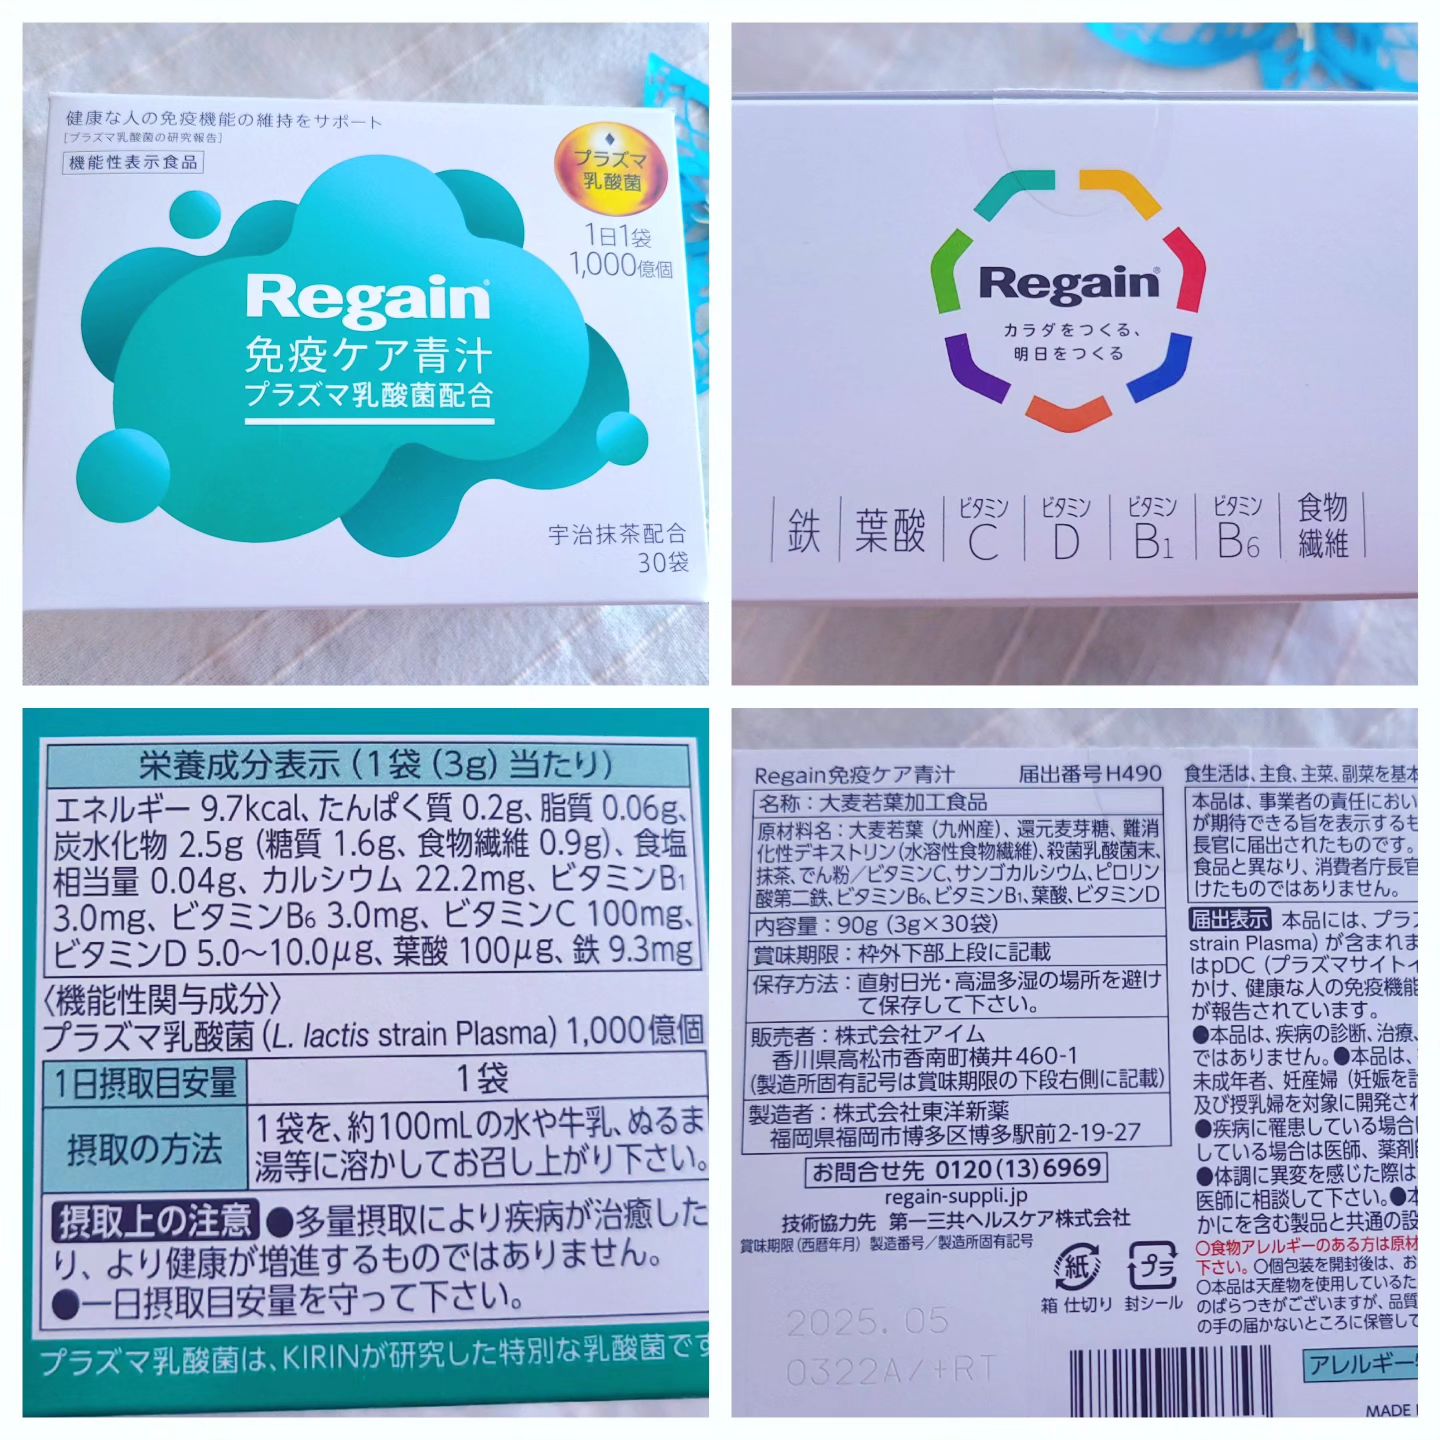 健康な人の免疫機能の維持をサポート
[プラズマ乳酸菌の研究報告]
機能性表示食品
プラズマ
乳酸菌
1日1袋
1,000億個
Regain®
免疫ケア青汁
プラズマ乳酸菌配合
宇治抹茶配合
30袋
Regain®
カラダをつくる、
明日をつくる
鉄 葉酸 ビタミンC ビタミンD ビタミンB1 ビタミンB6 食物繊維
栄養成分表示(1袋(3g)当たり)
エネルギー 9.7kcal、たんぱく質 0.2g、脂質 0.06g、
炭水化物 2.5g(糖質 1.6g、食物繊維 0.9g)、食塩
相当量 0.04g、カルシウム 22.2mg、ビタミンB1
3.0mg、ビタミンB6 3.0mg、ビタミンC 100mg、
ビタミンD 5.0〜10.0μg、葉酸 100μg、鉄 9.3mg
〈機能性関与成分〉
プラズマ乳酸菌(L. lactis strain Plasma) 1,000億個
1日摂取目安量 1袋
摂取の方法
1袋を、約100mLの水や牛乳、ぬるま
湯等に溶かしてお召し上がり下さい。
摂取上の注意 ●多量摂取により疾病が治癒した
り、より健康が増進するものではありません。
●一日摂取目安量を守って下さい。
プラズマ乳酸菌は、KIRINが研究した特別な乳酸菌です
Regain免疫ケア青汁 届出番号H490
名称:大麦若葉加工食品
原材料名:大麦若葉(九州産)、還元麦芽糖、難消
化性デキストリン(水溶性食物繊維)、殺菌乳酸菌末、
抹茶、でん粉/ビタミンC、サンゴカルシウム、ピロリン
酸第二鉄、ビタミンB6、ビタミンB1、葉酸、ビタミンD
内容量:90g(3g×30袋)
賞味期限:枠外下部上段に記載
保存方法:直射日光・高温多湿の場所を避け
て保存して下さい。
販売者:株式会社アイム
香川県高松市香南町横井460-1
(製造所固有記号は賞味期限の下段右側に記載)
製造者:株式会社東洋新薬
福岡県福岡市博多区博多駅前2-19-27
お問合せ先 0120(13)6969
regain-suppli.jp
技術協力先 第一三共ヘルスケア株式会社
賞味期限(西暦年月) 製造番号/製造所固有記号
紙
箱 仕切り
プラ
封シール
2025.05
0322A/+RT
食生活は、主食、主菜、副菜を基本
本品は、事業者の責任におい
が期待できる旨を表示するも
長官に届出されたものです。
食品と異なり、消費者庁長官
けたものではありません。
届出表示 本品には、プラズ
strain Plasma)が含まれま
はpDC(プラズマサイトイ
かけ、健康な人の免疫機能
が報告されています。
●本品は、疾病の診断、治療、
ではありません。●本品は、
未成年者、妊産婦(妊娠を計
及び授乳婦を対象に開発され
●疾病に罹患している場合
している場合は医師、薬剤師
●体調に異変を感じた際は
医師に相談して下さい。●本
かにを含む製品と共通の設
○食物アレルギーのある方は原材
下さい。○個包装を開封後は、お
○本品は天産物を使用しているた
のばらつきがございますが、品質
の手の届かないところに保管して
アレルギー
MADE